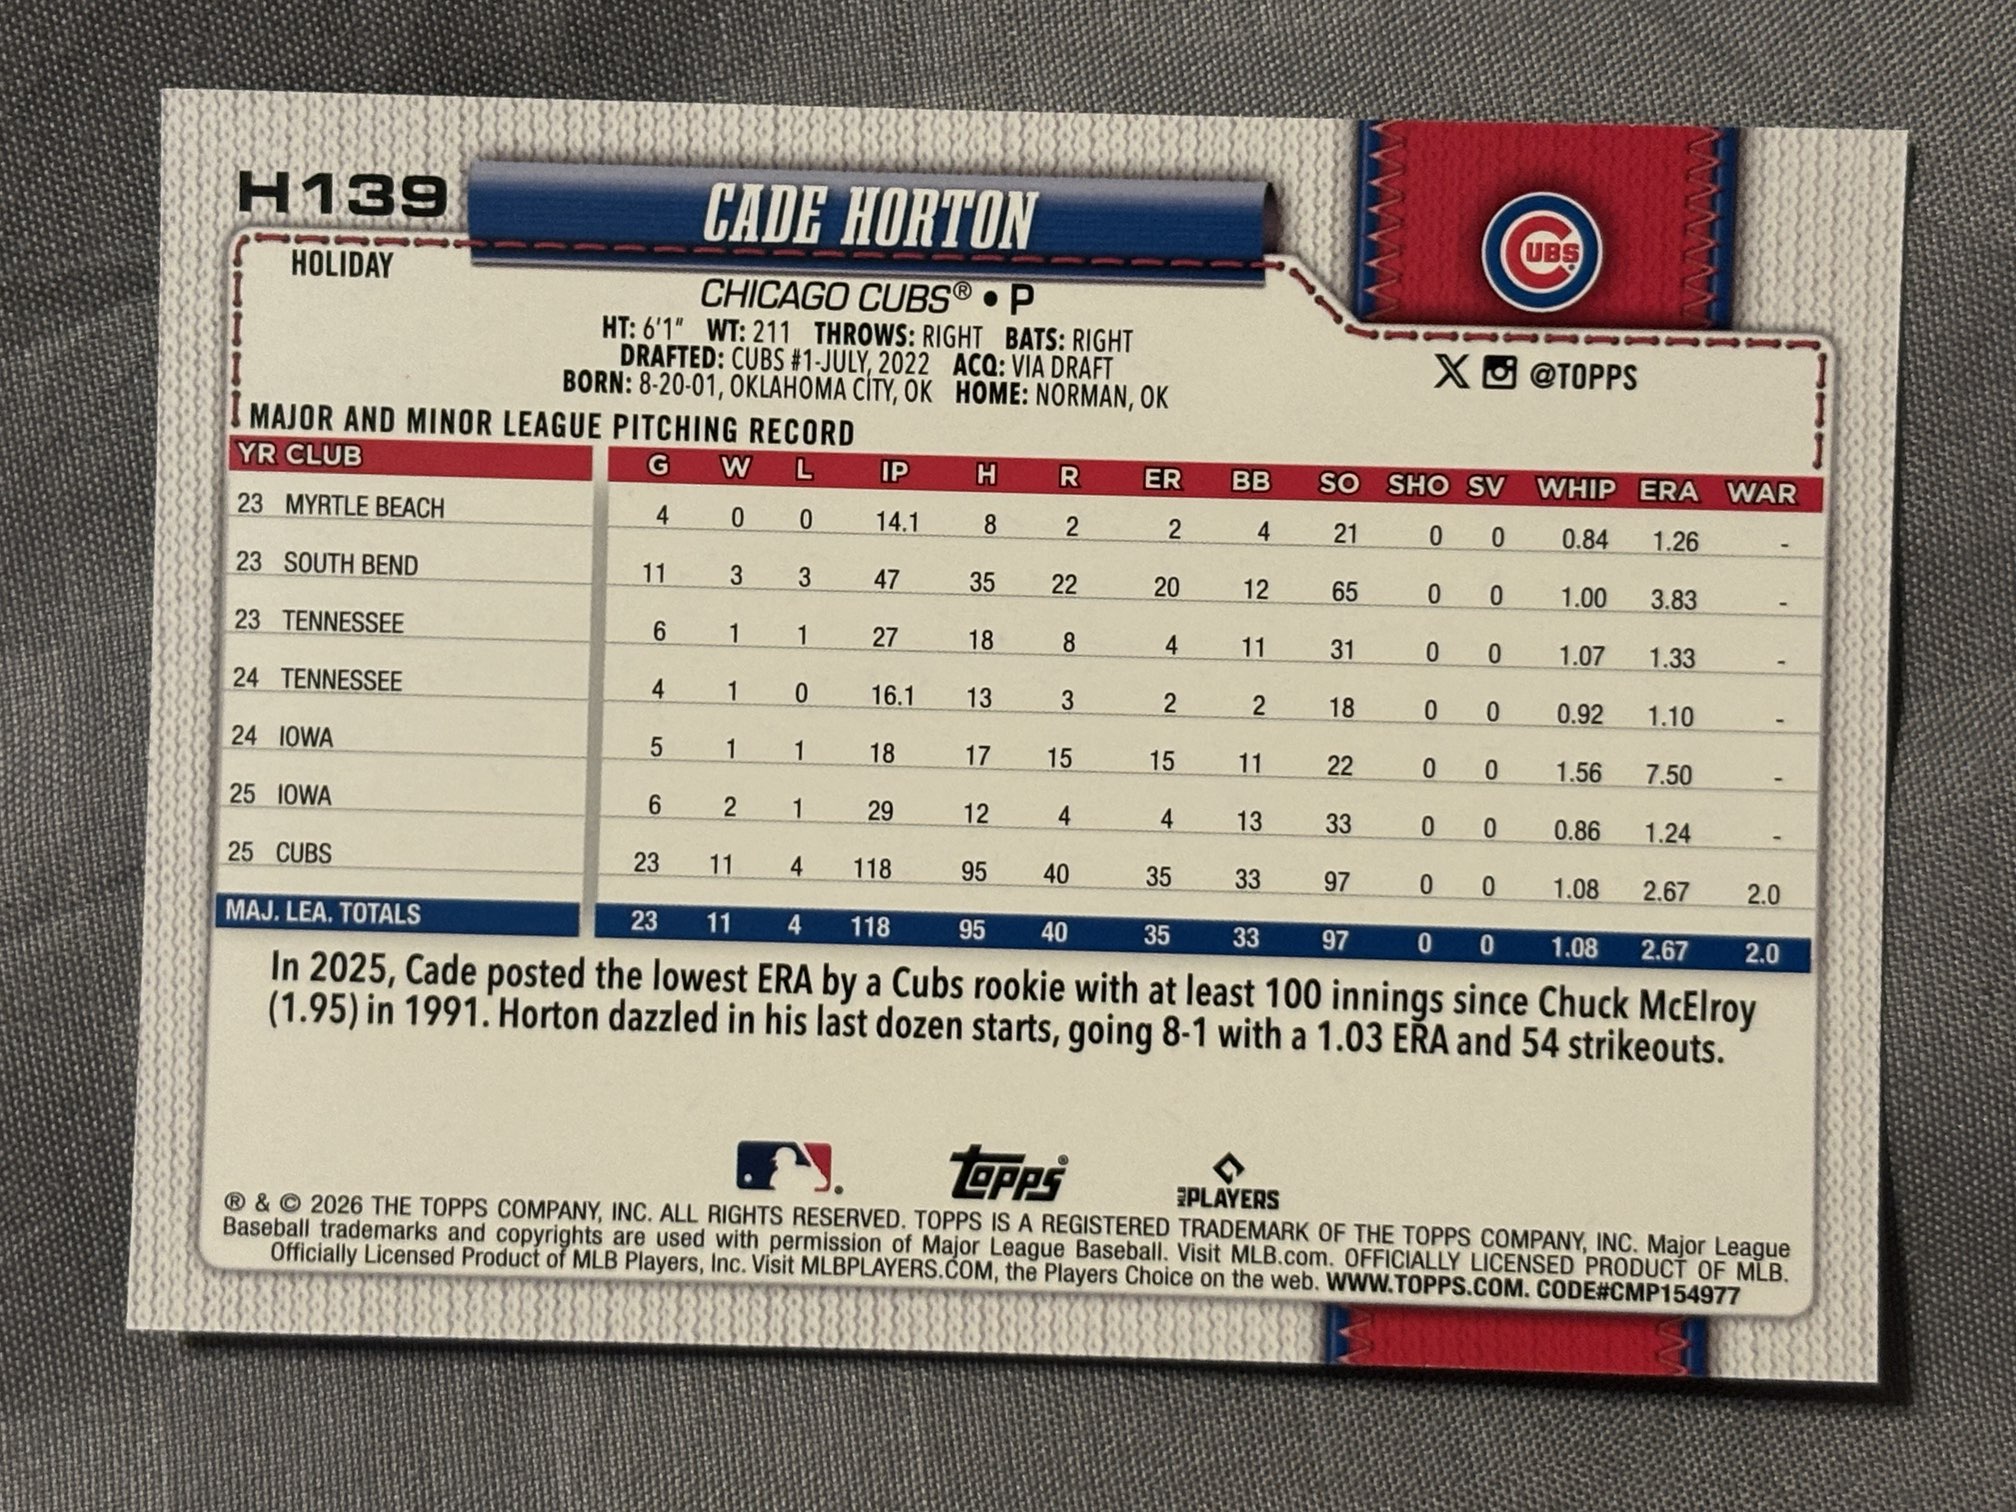 H139
CADE HORTON
CUBS
HOLIDAY
CHICAGO CUBS® • P
HT: 6'1" WT: 211 THROWS: RIGHT BATS: RIGHT
DRAFTED: CUBS #1-JULY, 2022 ACQ: VIA DRAFT
BORN: 8-20-01, OKLAHOMA CITY, OK HOME: NORMAN, OK
X @TOPPS
MAJOR AND MINOR LEAGUE PITCHING RECORD
YR CLUB G W L IP H R ER BB SO SHO SV WHIP ERA WAR
23 MYRTLE BEACH 4 0 0 14.1 8 2 2 4 21 0 0 0.84 1.26 -
23 SOUTH BEND 11 3 3 47 35 22 20 12 65 0 0 1.00 3.83 -
23 TENNESSEE 6 1 1 27 18 8 4 11 31 0 0 1.07 1.33 -
24 TENNESSEE 4 1 0 16.1 13 3 2 2 18 0 0 0.92 1.10 -
24 IOWA 5 1 1 18 17 15 15 11 22 0 0 1.56 7.50 -
25 IOWA 6 2 1 29 12 4 4 13 33 0 0 0.86 1.24 -
25 CUBS 23 11 4 118 95 40 35 33 97 0 0 1.08 2.67 2.0
MAJ. LEA. TOTALS 23 11 4 118 95 40 35 33 97 0 0 1.08 2.67 2.0
In 2025, Cade posted the lowest ERA by a Cubs rookie with at least 100 innings since Chuck McElroy
(1.95) in 1991. Horton dazzled in his last dozen starts, going 8-1 with a 1.03 ERA and 54 strikeouts.
topps®
MLB PLAYERS
® & © 2026 THE TOPPS COMPANY, INC. ALL RIGHTS RESERVED. TOPPS IS A REGISTERED TRADEMARK OF THE TOPPS COMPANY, INC. Major League
Baseball trademarks and copyrights are used with permission of Major League Baseball. Visit MLB.com. OFFICIALLY LICENSED PRODUCT OF MLB.
Officially Licensed Product of MLB Players, Inc. Visit MLBPLAYERS.COM, the Players Choice on the web. WWW.TOPPS.COM. CODE#CMP154977